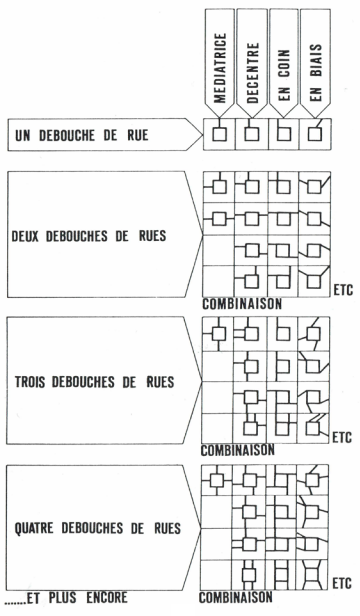 MEDIATRICE
DECENTRE
EN COIN
EN BIAIS
UN DEBOUCHE DE RUE
DEUX DEBOUCHES DE RUES
ETC
COMBINAISON
TROIS DEBOUCHES DE RUES
ETC
COMBINAISON
QUATRE DEBOUCHES DE RUES
ETC
.......ET PLUS ENCORE
COMBINAISON